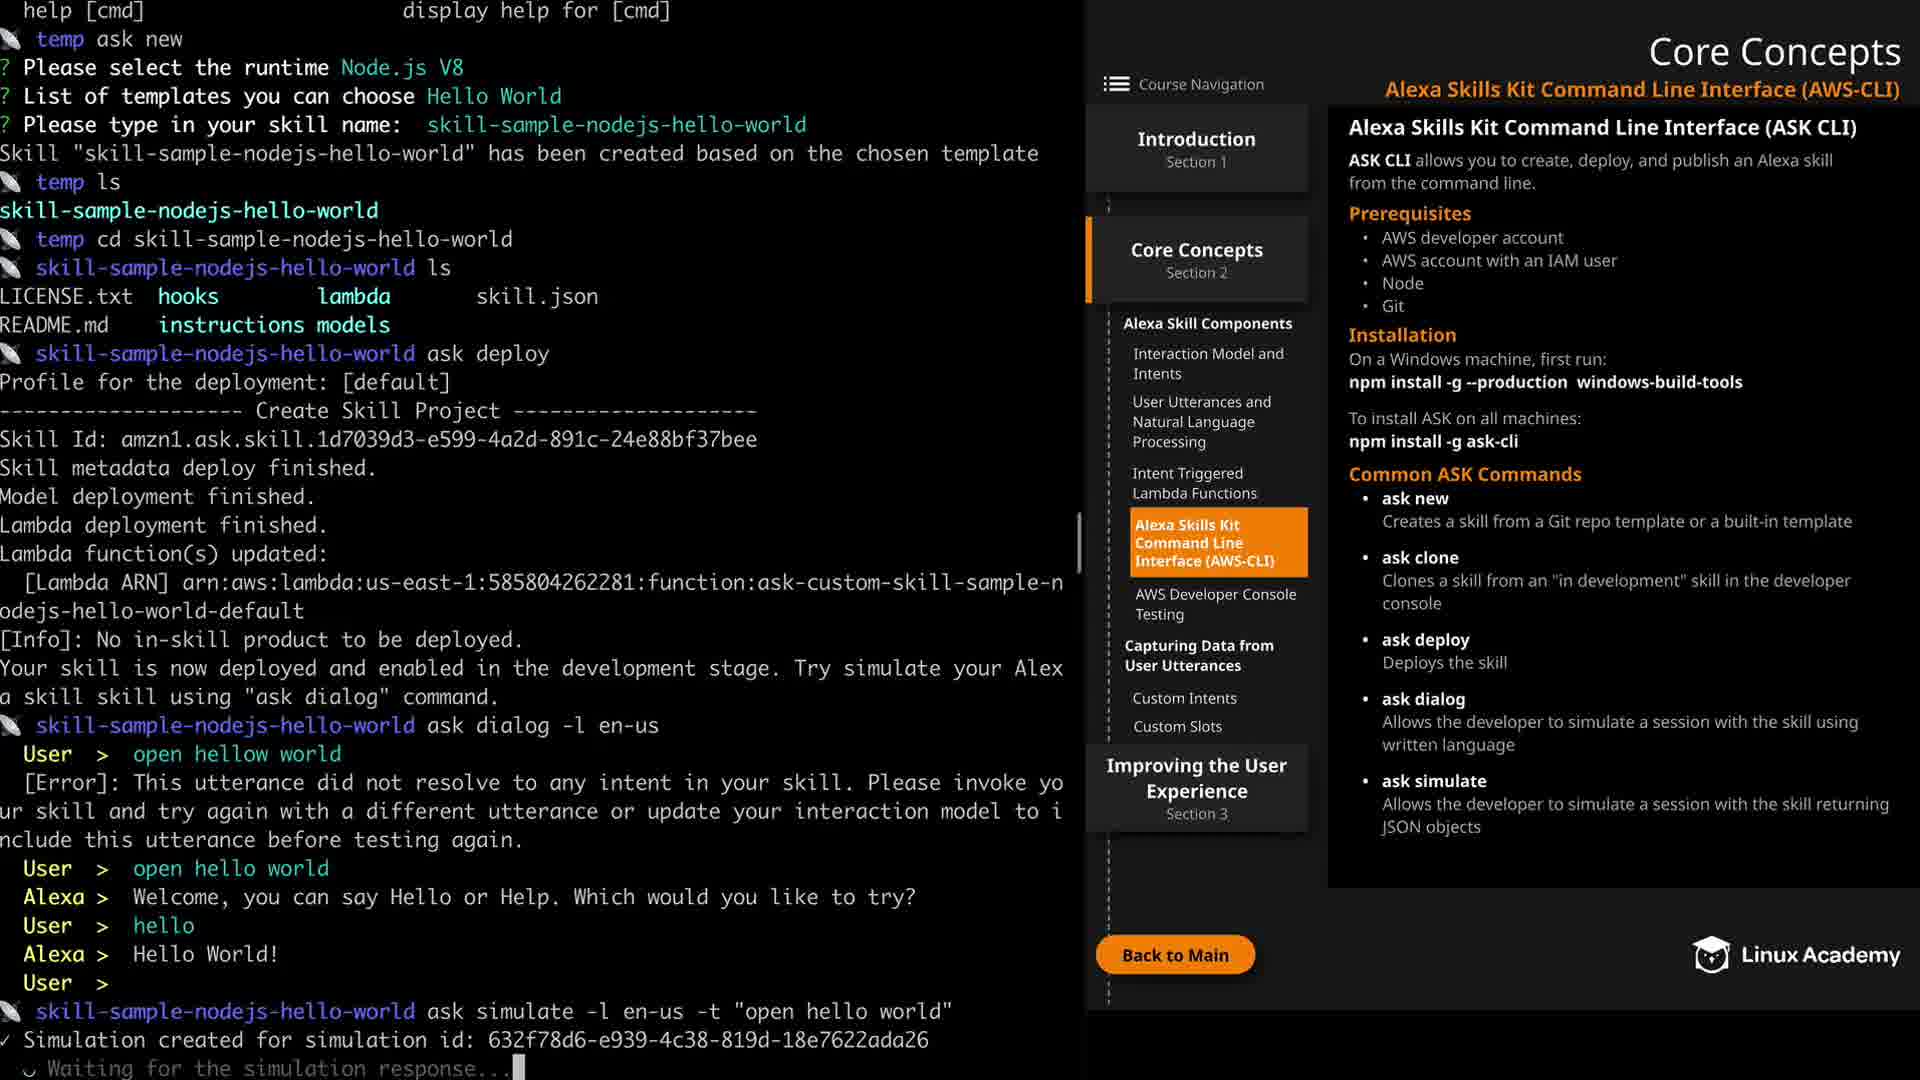 help [cmd]                     display help for [cmd]
temp ask new
? Please select the runtime Node.js V8
? List of templates you can choose Hello World
? Please type in your skill name:  skill-sample-nodejs-hello-world
Skill "skill-sample-nodejs-hello-world" has been created based on the chosen template
temp ls
skill-sample-nodejs-hello-world
temp cd skill-sample-nodejs-hello-world
skill-sample-nodejs-hello-world ls
LICENSE.txt  hooks        lambda       skill.json
README.md    instructions models
skill-sample-nodejs-hello-world ask deploy
Profile for the deployment: [default]
-------------------- Create Skill Project --------------------
Skill Id: amzn1.ask.skill.1d7039d3-e599-4a2d-891c-24e88bf37bee
Skill metadata deploy finished.
Model deployment finished.
Lambda deployment finished.
Lambda function(s) updated:
[Lambda ARN] arn:aws:lambda:us-east-1:585804262281:function:ask-custom-skill-sample-n
odejs-hello-world-default
[Info]: No in-skill product to be deployed.
Your skill is now deployed and enabled in the development stage. Try simulate your Alex
a skill skill using "ask dialog" command.
skill-sample-nodejs-hello-world ask dialog -l en-us
User  >  open hellow world
[Error]: This utterance did not resolve to any intent in your skill. Please invoke yo
ur skill and try again with a different utterance or update your interaction model to i
nclude this utterance before testing again.
User  >  open hello world
Alexa >  Welcome, you can say Hello or Help. Which would you like to try?
User  >  hello
Alexa >  Hello World!
User  >
skill-sample-nodejs-hello-world ask simulate -l en-us -t "open hello world"
✓ Simulation created for simulation id: 632f78d6-e939-4c38-819d-18e7622ada26
Waiting for the simulation response...
Core Concepts
Alexa Skills Kit Command Line Interface (AWS-CLI)
Course Navigation
Introduction
Section 1
Core Concepts
Section 2
Alexa Skill Components
Interaction Model and
Intents
User Utterances and
Natural Language
Processing
Intent Triggered
Lambda Functions
Alexa Skills Kit
Command Line
Interface (AWS-CLI)
AWS Developer Console
Testing
Capturing Data from
User Utterances
Custom Intents
Custom Slots
Improving the User
Experience
Section 3
Back to Main
Alexa Skills Kit Command Line Interface (ASK CLI)
ASK CLI allows you to create, deploy, and publish an Alexa skill
from the command line.
Prerequisites
• AWS developer account
• AWS account with an IAM user
• Node
• Git
Installation
On a Windows machine, first run:
npm install -g --production windows-build-tools
To install ASK on all machines:
npm install -g ask-cli
Common ASK Commands
• ask new
Creates a skill from a Git repo template or a built-in template
• ask clone
Clones a skill from an "in development" skill in the developer
console
• ask deploy
Deploys the skill
• ask dialog
Allows the developer to simulate a session with the skill using
written language
• ask simulate
Allows the developer to simulate a session with the skill returning
JSON objects
Linux Academy